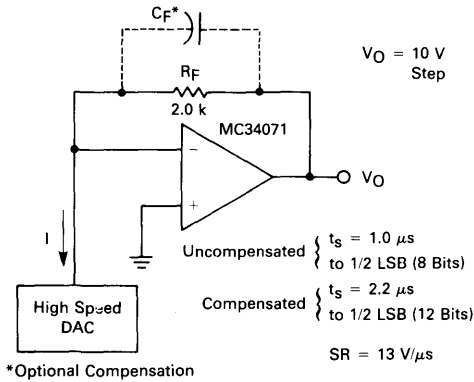 CF*
VO = 10 V
Step
RF
2.0 k
MC34071
−
+
VO
I
Uncompensated { ts = 1.0 μs
to 1/2 LSB (8 Bits)
Compensated { ts = 2.2 μs
to 1/2 LSB (12 Bits)
High Speed
DAC
SR = 13 V/μs
*Optional Compensation